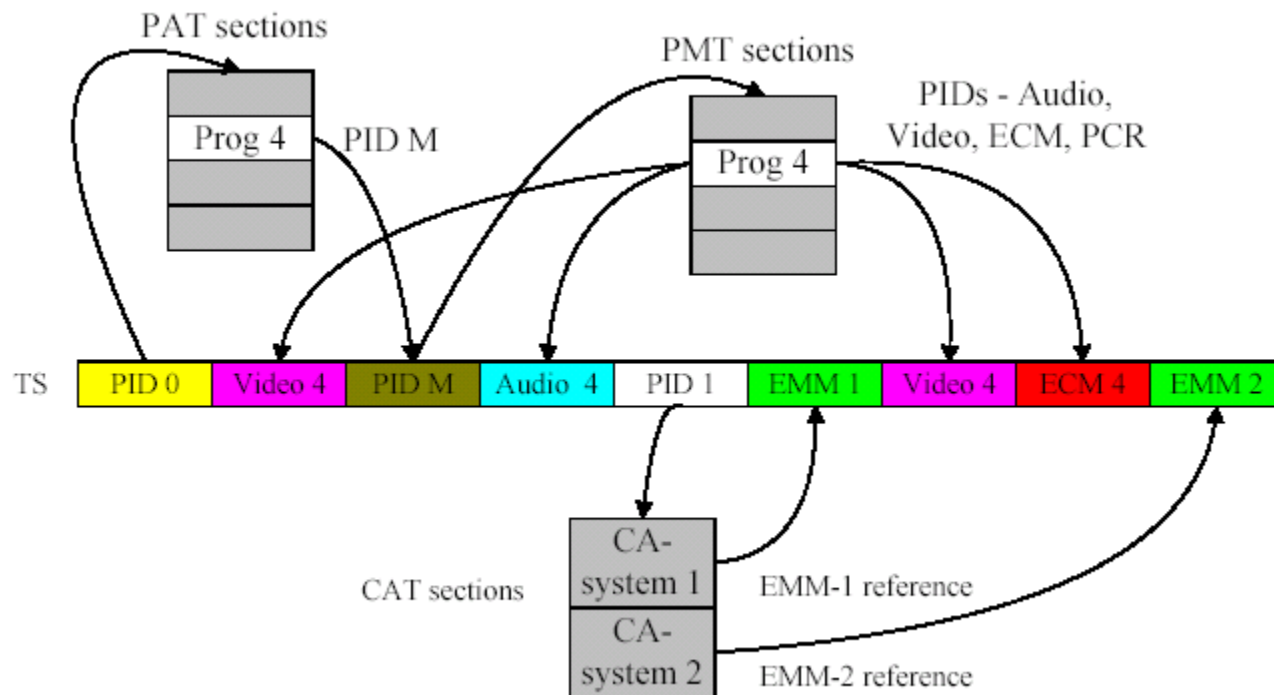 PAT sections
PMT sections
PIDs - Audio,
Video, ECM, PCR
Prog 4
PID M
Prog 4
TS
PID 0
Video 4
PID M
Audio 4
PID 1
EMM 1
Video 4
ECM 4
EMM 2
CAT sections
CA-
system 1
EMM-1 reference
CA-
system 2
EMM-2 reference